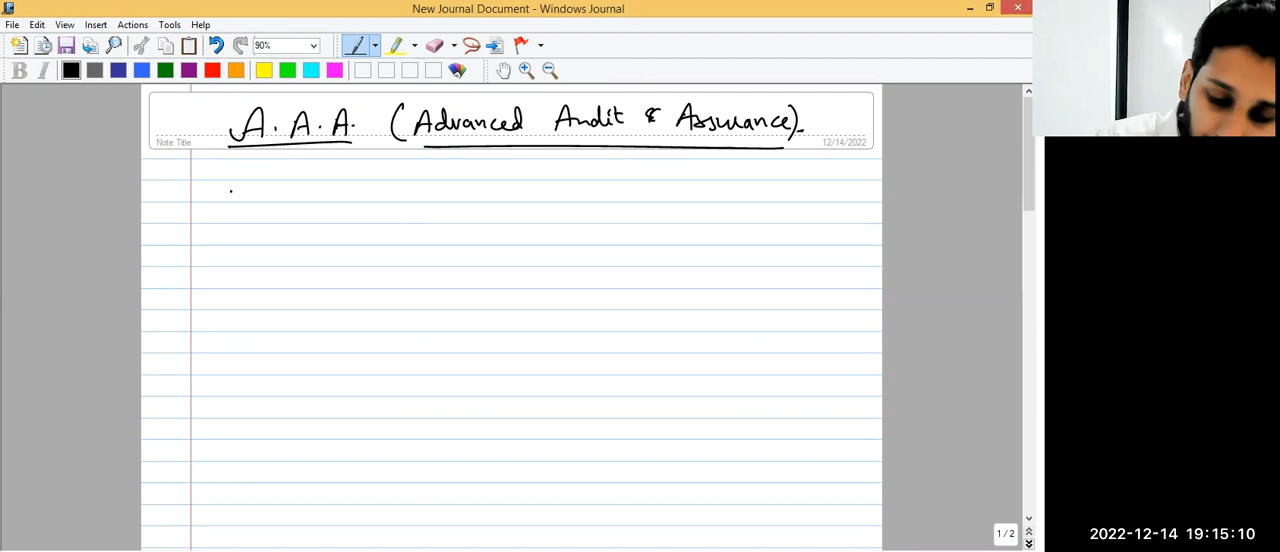 New Journal Document - Windows Journal
File Edit View Insert Actions Tools Help
90%
B I
A. A. A. (Advanced Audit & Assurance).
Note Title
12/14/2022
1 / 2
2022-12-14 19:15:10